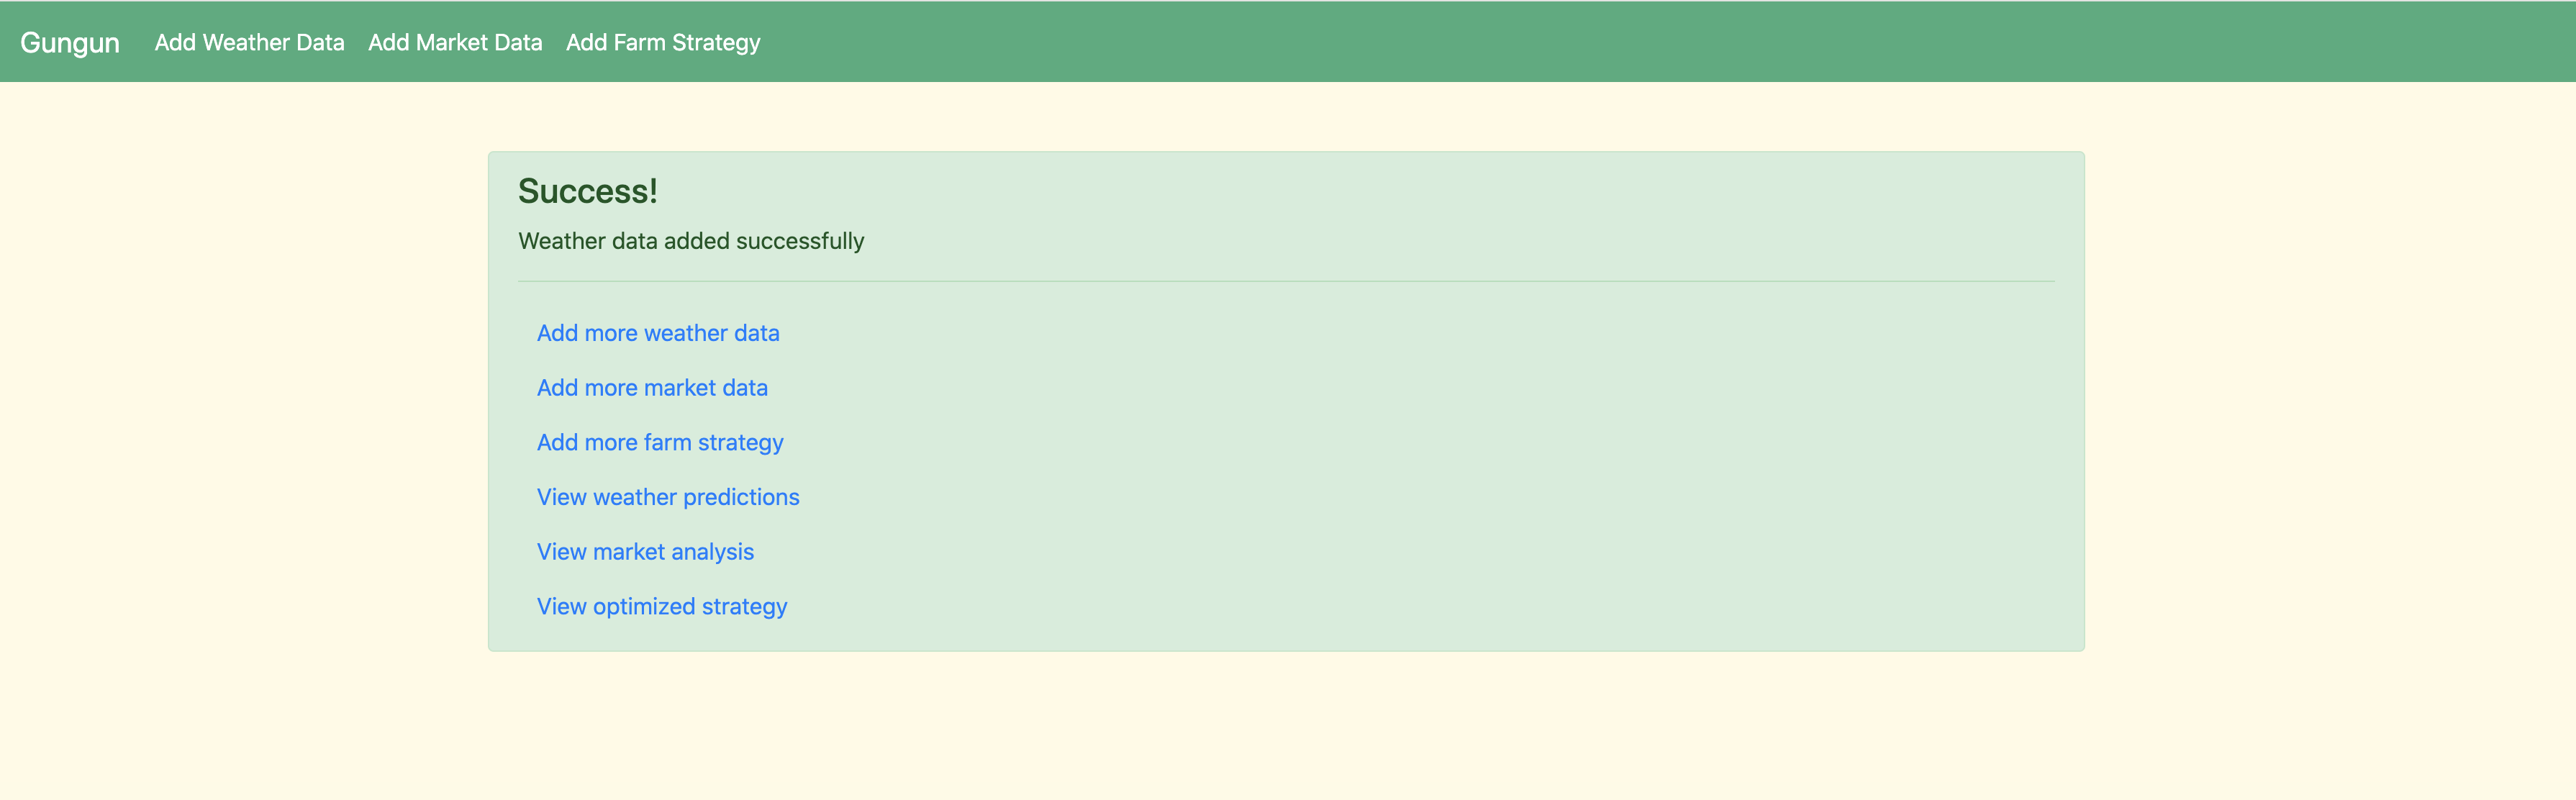 Gungun Add Weather Data Add Market Data Add Farm Strategy
Success!
Weather data added successfully
Add more weather data
Add more market data
Add more farm strategy
View weather predictions
View market analysis
View optimized strategy